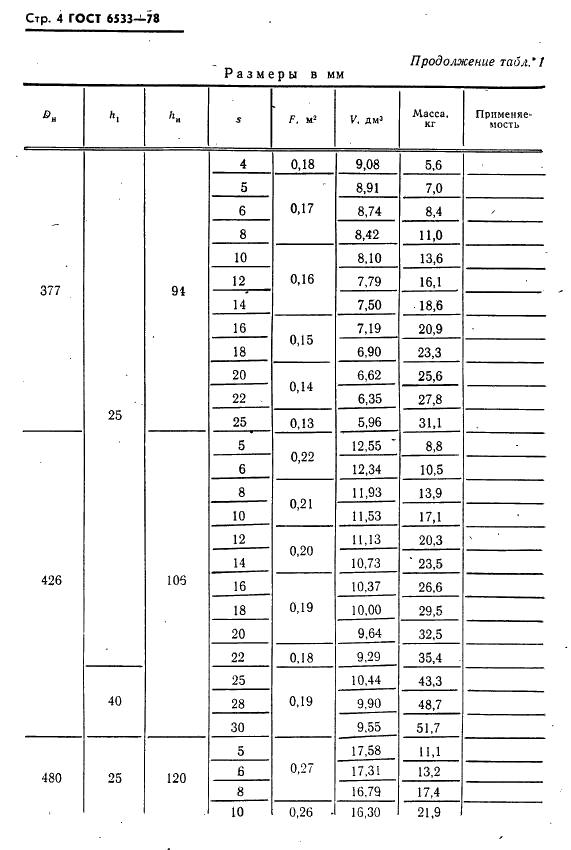 Стр. 4 ГОСТ 6533—78
Продолжение табл. 1
Размеры в мм
Dн h1 hн s F, м² V, дм³ Масса, кг Применяемость
4 0,18 9,08 5,6
5 8,91 7,0
6 0,17 8,74 8,4
8 8,42 11,0
10 8,10 13,6
377 94 12 0,16 7,79 16,1
14 7,50 18,6
16 0,15 7,19 20,9
18 6,90 23,3
20 0,14 6,62 25,6
22 6,35 27,8
25 25 0,13 5,96 31,1
5 0,22 12,55 8,8
6 12,34 10,5
8 0,21 11,93 13,9
10 11,53 17,1
12 0,20 11,13 20,3
14 10,73 23,5
426 106 16 10,37 26,6
18 0,19 10,00 29,5
20 9,64 32,5
22 0,18 9,29 35,4
25 10,44 43,3
40 28 0,19 9,90 48,7
30 9,55 51,7
5 17,58 11,1
480 25 120 6 0,27 17,31 13,2
8 16,79 17,4
10 0,26 16,30 21,9